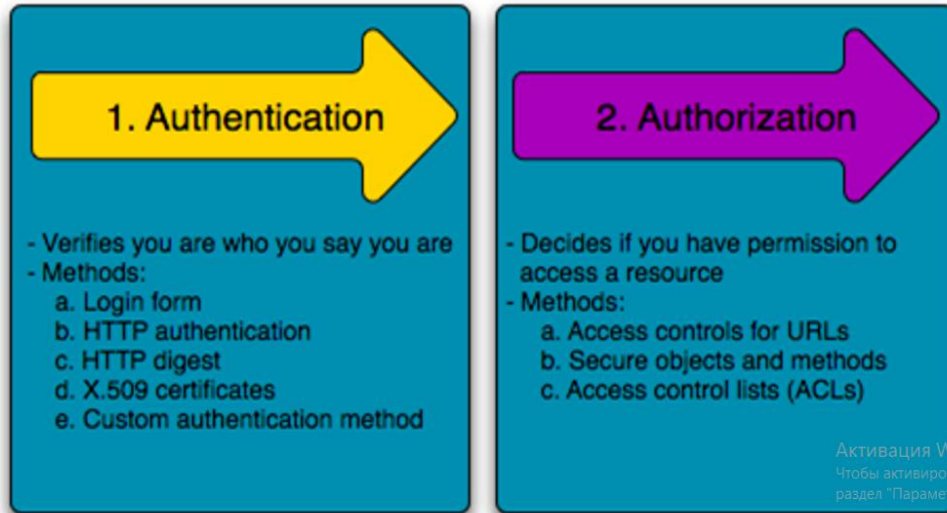 1. Authentication
- Verifies you are who you say you are
- Methods:
a. Login form
b. HTTP authentication
c. HTTP digest
d. X.509 certificates
e. Custom authentication method
2. Authorization
- Decides if you have permission to
access a resource
- Methods:
a. Access controls for URLs
b. Secure objects and methods
c. Access control lists (ACLs)
Активация W
Чтобы активиро
раздел "Параме